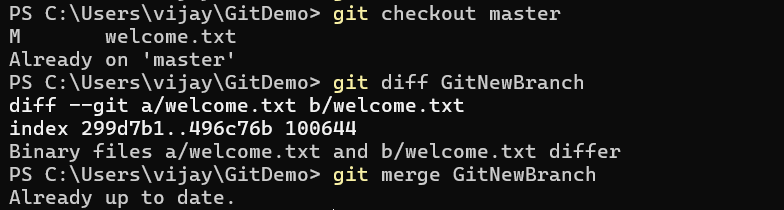 PS C:\Users\vijay\GitDemo> git checkout master
M       welcome.txt
Already on 'master'
PS C:\Users\vijay\GitDemo> git diff GitNewBranch
diff --git a/welcome.txt b/welcome.txt
index 299d7b1..496c76b 100644
Binary files a/welcome.txt and b/welcome.txt differ
PS C:\Users\vijay\GitDemo> git merge GitNewBranch
Already up to date.